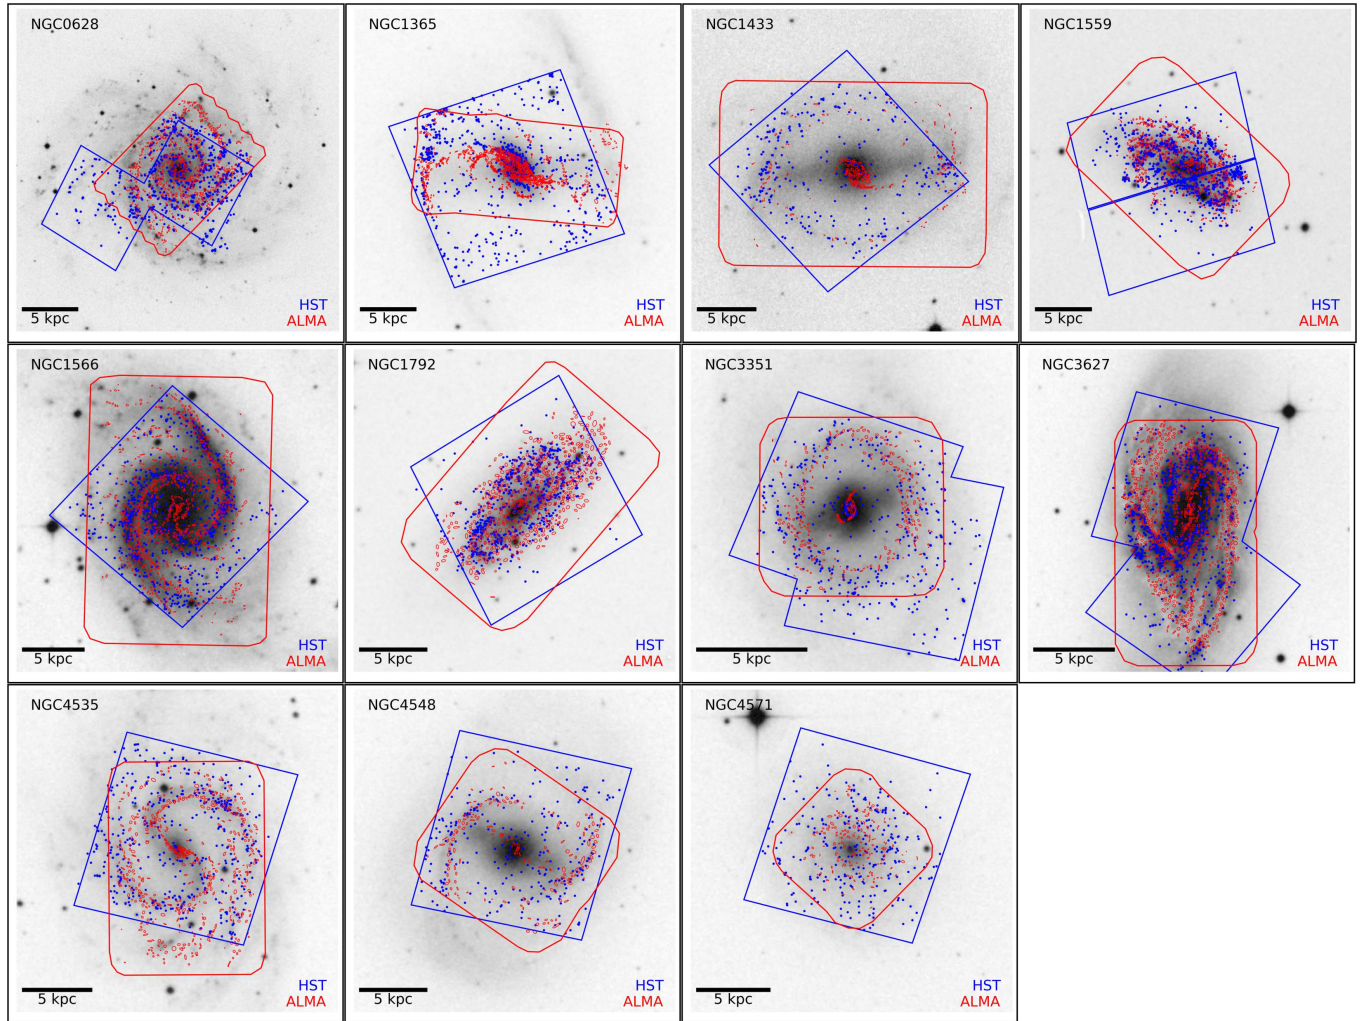 NGC0628
HST
5 kpc
ALMA
NGC1365
HST
5 kpc
ALMA
NGC1433
HST
5 kpc
ALMA
NGC1559
HST
5 kpc
ALMA
NGC1566
HST
5 kpc
ALMA
NGC1792
HST
5 kpc
ALMA
NGC3351
HST
5 kpc
ALMA
NGC3627
HST
5 kpc
ALMA
NGC4535
HST
5 kpc
ALMA
NGC4548
HST
5 kpc
ALMA
NGC4571
HST
5 kpc
ALMA